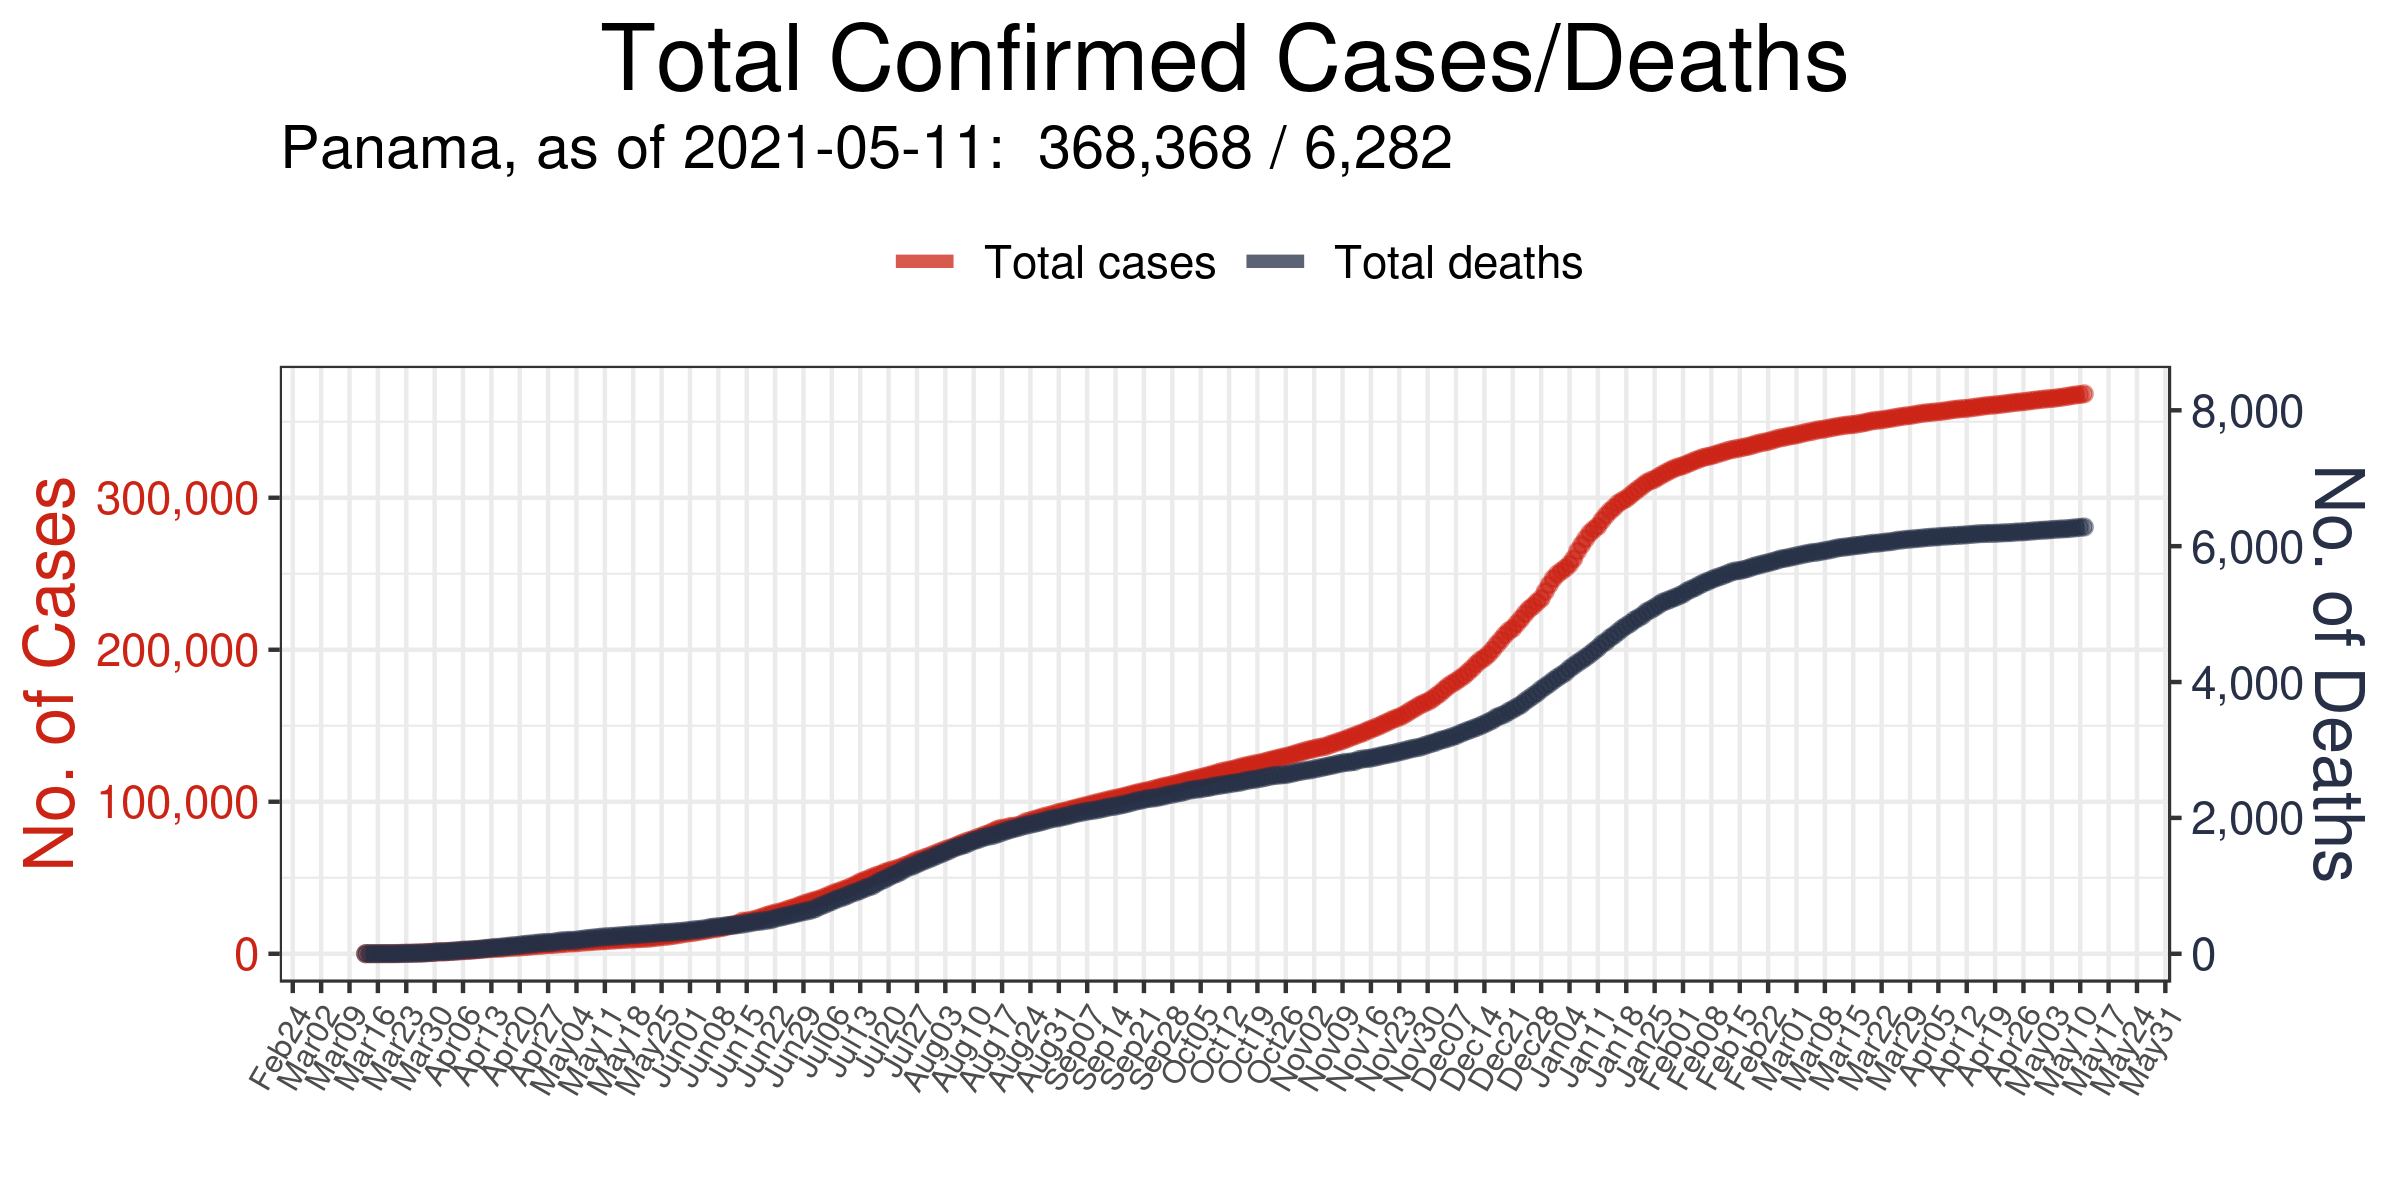 Total Confirmed Cases/Deaths
Panama, as of 2021-05-11:  368,368 / 6,282
Total cases
Total deaths
No. of Cases
300,000
200,000
100,000
0
8,000
6,000
4,000
2,000
0
No. of Deaths
Feb24
Mar02
Mar09
Mar16
Mar23
Mar30
Apr06
Apr13
Apr20
Apr27
May04
May11
May18
May25
Jun01
Jun08
Jun15
Jun22
Jun29
Jul06
Jul13
Jul20
Jul27
Aug03
Aug10
Aug17
Aug24
Aug31
Sep07
Sep14
Sep21
Sep28
Oct05
Oct12
Oct19
Oct26
Nov02
Nov09
Nov16
Nov23
Nov30
Dec07
Dec14
Dec21
Dec28
Jan04
Jan11
Jan18
Jan25
Feb01
Feb08
Feb15
Feb22
Mar01
Mar08
Mar15
Mar22
Mar29
Apr05
Apr12
Apr19
Apr26
May03
May10
May17
May24
May31